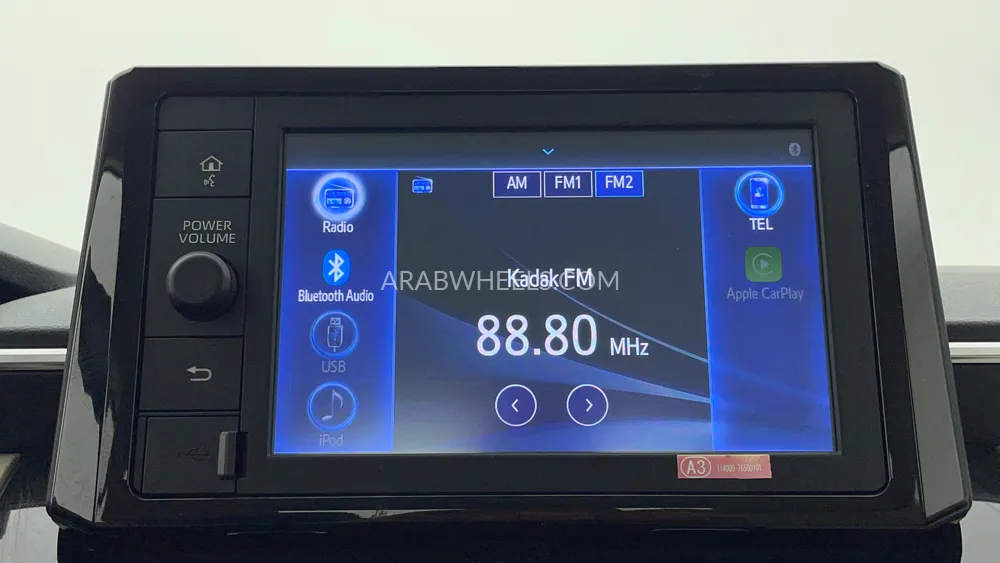 POWER
VOLUME
Radio
Bluetooth Audio
USB
iPod
AM FM1 FM2
Kadak FM
ARABWHEELS.COM
88.80 MHz
TEL
Apple CarPlay
A3